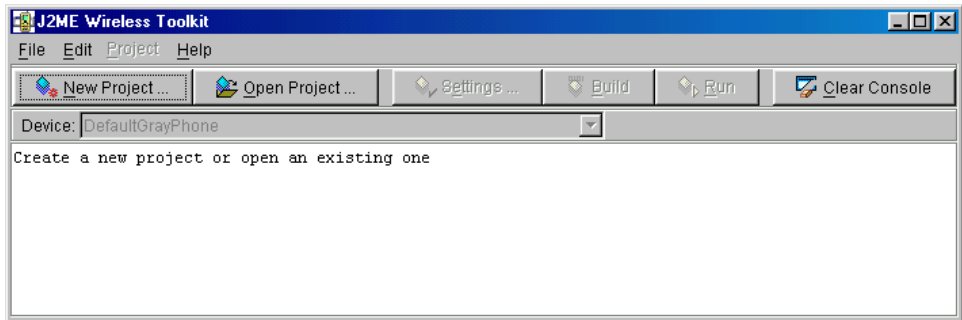 J2ME Wireless Toolkit
File Edit Project Help
New Project ... Open Project ... Settings ... Build Run Clear Console
Device: DefaultGrayPhone
Create a new project or open an existing one